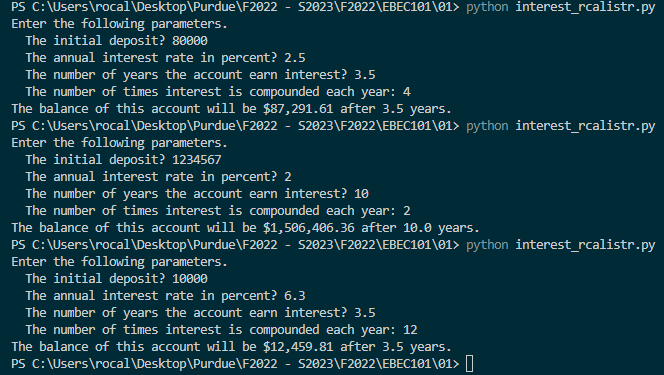 PS C:\Users\rocal\Desktop\Purdue\F2022 - S2023\F2022\EBEC101\01> python interest_rcalistr.py
Enter the following parameters.
  The initial deposit? 80000
  The annual interest rate in percent? 2.5
  The number of years the account earn interest? 3.5
  The number of times interest is compounded each year: 4
The balance of this account will be $87,291.61 after 3.5 years.
PS C:\Users\rocal\Desktop\Purdue\F2022 - S2023\F2022\EBEC101\01> python interest_rcalistr.py
Enter the following parameters.
  The initial deposit? 1234567
  The annual interest rate in percent? 2
  The number of years the account earn interest? 10
  The number of times interest is compounded each year: 2
The balance of this account will be $1,506,406.36 after 10.0 years.
PS C:\Users\rocal\Desktop\Purdue\F2022 - S2023\F2022\EBEC101\01> python interest_rcalistr.py
Enter the following parameters.
  The initial deposit? 10000
  The annual interest rate in percent? 6.3
  The number of years the account earn interest? 3.5
  The number of times interest is compounded each year: 12
The balance of this account will be $12,459.81 after 3.5 years.
PS C:\Users\rocal\Desktop\Purdue\F2022 - S2023\F2022\EBEC101\01>